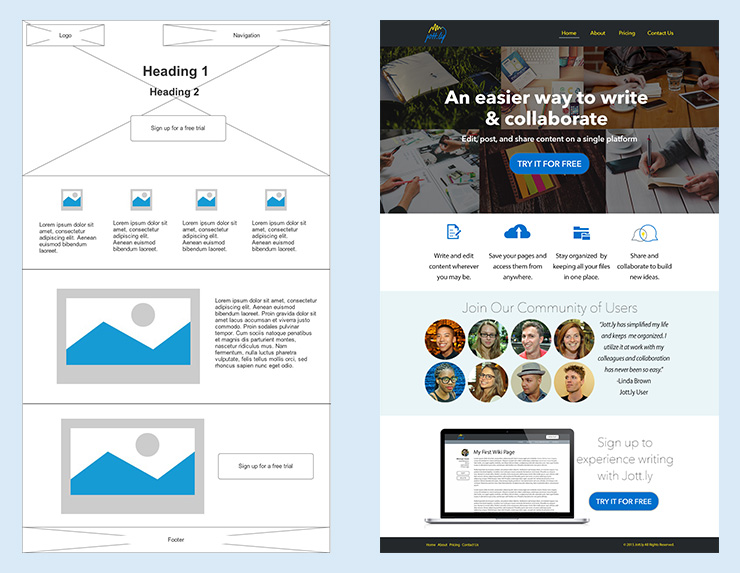 Logo
Navigation
Heading 1
Heading 2
Sign up for a free trial
Lorem ipsum dolor sit
amet, consectetur
adipiscing elit. Aenean
euismod bibendum
laoreet.
Lorem ipsum dolor sit
amet, consectetur
adipiscing elit.
Aenean euismod
bibendum laoreet.
Lorem ipsum dolor sit
amet, consectetur
adipiscing elit.
Aenean euismod
bibendum laoreet.
Lorem ipsum dolor sit
amet, consectetur
adipiscing elit.
Aenean euismod
bibendum laoreet.
Lorem ipsum dolor sit amet, consectetur
adipiscing elit. Aenean euismod bibendum
laoreet. Proin gravida dolor sit
amet lacus accumsan et viverra justo
commodo. Proin sodales pulvinar
tempor. Cum sociis natoque penatibus
et magnis dis parturient montes,
nascetur ridiculus mus. Nam
fermentum, nulla luctus pharetra
vulputate, felis tellus mollis orci, sed
rhoncus sapien nunc eget odio.
Sign up for a free trial
Footer
Jott.ly
Home About Pricing Contact Us
An easier way to write
& collaborate
Edit, post, and share content on a single platform
TRY IT FOR FREE
Write and edit
content wherever
you may be.
Save your pages and
access them from
anywhere.
Stay organized by
keeping all your files
in one place.
Share and
collaborate to build
new ideas.
Join Our Community of Users
"Jott.ly has simplified my life
and keeps me organized. I
utilize it at work with my
colleagues and collaboration
has never been so easy."
-Linda Brown
Jott.ly User
My First Wiki Page
Sign up to
experience writing
with Jott.ly
TRY IT FOR FREE
Home About Pricing Contact Us
© 2015 Jott.ly All Rights Reserved.